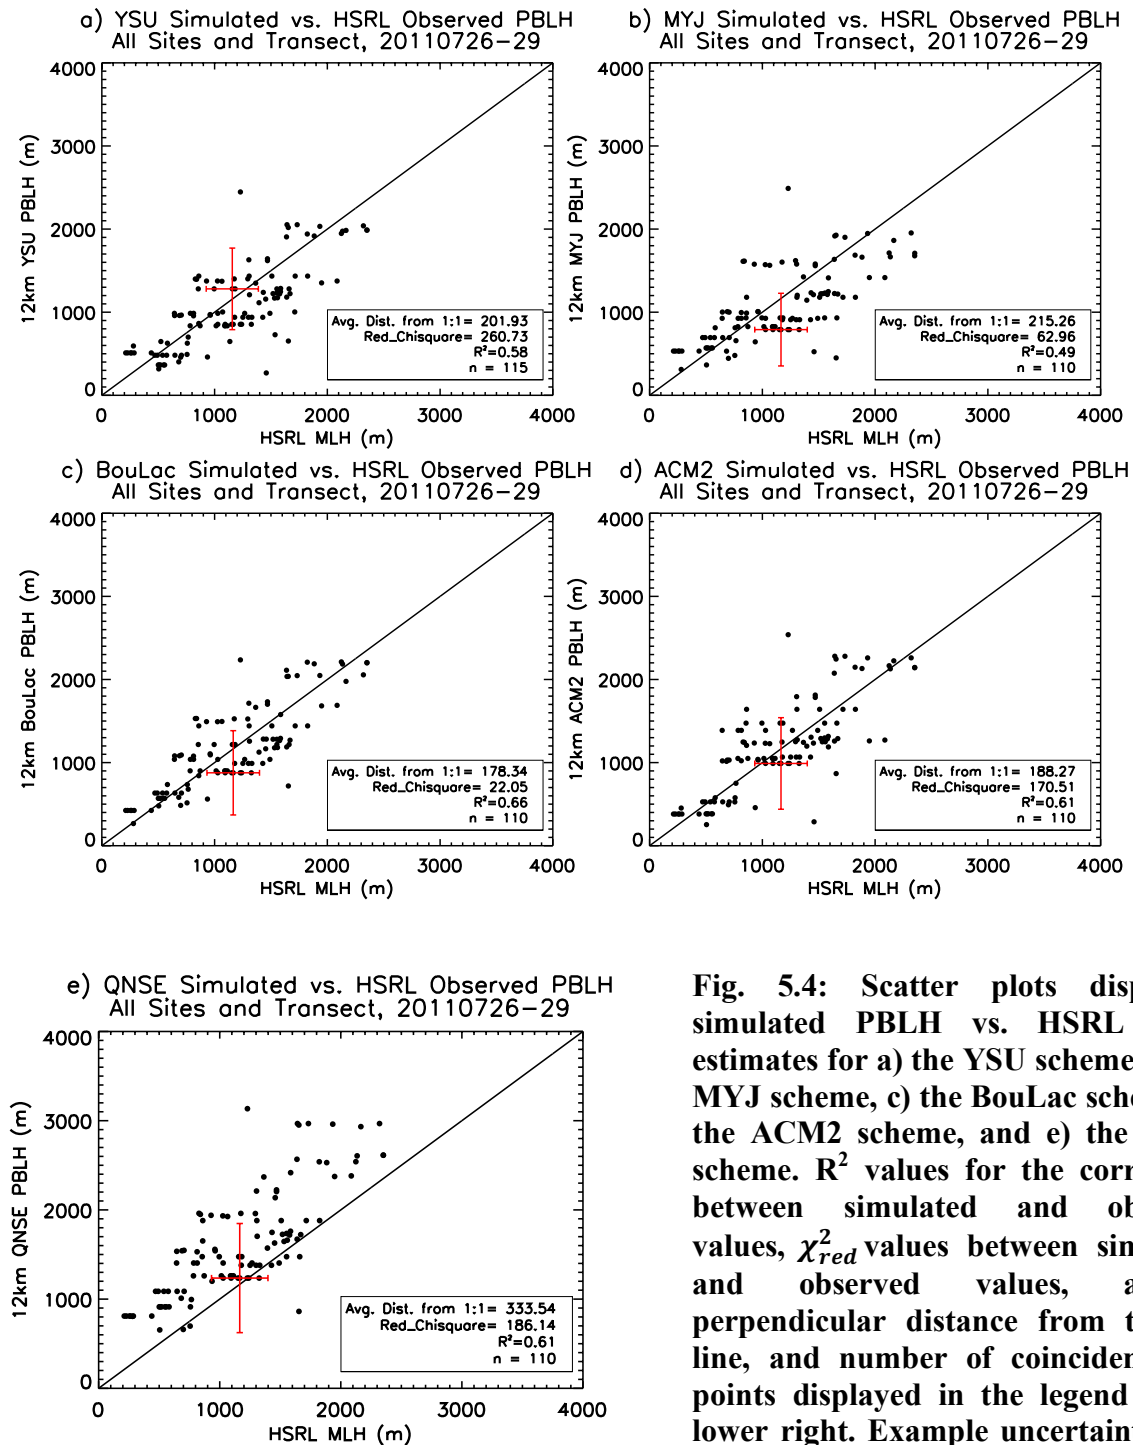 a) YSU Simulated vs. HSRL Observed PBLH
All Sites and Transect, 20110726-29
4000
3000
2000
1000
0
12km YSU PBLH (m)
Avg. Dist. from 1:1= 201.93
Red_Chisquare= 260.73
R²=0.58
n = 115
0 1000 2000 3000 4000
HSRL MLH (m)
b) MYJ Simulated vs. HSRL Observed PBLH
All Sites and Transect, 20110726-29
4000
3000
2000
1000
0
12km MYJ PBLH (m)
Avg. Dist. from 1:1= 215.26
Red_Chisquare= 62.96
R²=0.49
n = 110
0 1000 2000 3000 4000
HSRL MLH (m)
c) BouLac Simulated vs. HSRL Observed PBLH
All Sites and Transect, 20110726-29
4000
3000
2000
1000
0
12km BouLac PBLH (m)
Avg. Dist. from 1:1= 178.34
Red_Chisquare= 22.05
R²=0.66
n = 110
0 1000 2000 3000 4000
HSRL MLH (m)
d) ACM2 Simulated vs. HSRL Observed PBLH
All Sites and Transect, 20110726-29
4000
3000
2000
1000
0
12km ACM2 PBLH (m)
Avg. Dist. from 1:1= 188.27
Red_Chisquare= 170.51
R²=0.61
n = 110
0 1000 2000 3000 4000
HSRL MLH (m)
e) QNSE Simulated vs. HSRL Observed PBLH
All Sites and Transect, 20110726-29
4000
3000
2000
1000
0
12km QNSE PBLH (m)
Avg. Dist. from 1:1= 333.54
Red_Chisquare= 186.14
R²=0.61
n = 110
0 1000 2000 3000 4000
HSRL MLH (m)
Fig. 5.4: Scatter plots disp
simulated PBLH vs. HSRL
estimates for a) the YSU scheme
MYJ scheme, c) the BouLac sche
the ACM2 scheme, and e) the
scheme. R² values for the corr
between simulated and ob
values, χ²red values between sim
and observed values, a
perpendicular distance from t
line, and number of coinciden
points displayed in the legend
lower right. Example uncertaint